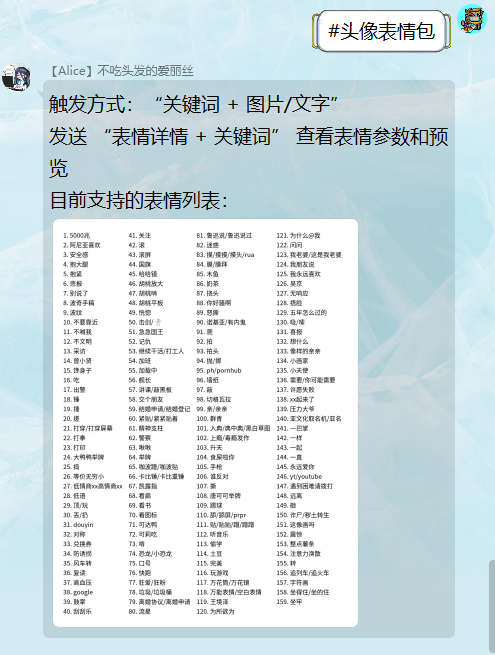 #头像表情包
【Alice】不吃头发的爱丽丝
触发方式：“关键词 + 图片/文字”
发送 “表情详情 + 关键词” 查看表情参数和预
览
目前支持的表情列表：
1. 5000兆
2. 阿尼亚喜欢
3. 安全感
4. 抱大腿
5. 抱紧
6. 悲报
7. 别说了
8. 波奇手稿
9. 波纹
10. 不要靠近
11. 不喊我
12. 不文明
13. 采访
14. 曾小贤
15. 馋身子
16. 吃
17. 出警
18. 锤
19. 捶
20. 搓
21. 打穿/打穿屏幕
22. 打拳
23. 打印
24. 大鸭鸭举牌
25. 捣
26. 等价无穷小
27. 低情商xx高情商xx
28. 低语
29. 顶/玩
30. 丢/扔
31. douyin
32. 对称
33. 兑换券
34. 防诱拐
35. 风车转
36. 复读
37. 高血压
38. google
39. 鼓掌
40. 刮刮乐
41. 关注
42. 滚
43. 滚屏
44. 国旗
45. 哈哈镜
46. 胡桃放大
47. 胡桃啃
48. 胡桃平板
49. 恍惚
50. 击剑/🤺
51. 急急国王
52. 记仇
53. 继续干活/打工人
54. 加班
55. 加载中
56. 舰长
57. 讲课/敲黑板
58. 交个朋友
59. 结婚申请/结婚登记
60. 紧贴/紧紧贴着
61. 精神支柱
62. 警察
63. 啾啾
64. 举牌
65. 咖波蹭/咖波贴
66. 卡比锤/卡比重锤
67. 凯露指
68. 看扁
69. 看书
70. 看图标
71. 可达鸭
72. 可莉吃
73. 啃
74. 恐龙/小恐龙
75. 口号
76. 快跑
77. 狂爱/狂粉
78. 垃圾/垃圾桶
79. 离婚协议/离婚申请
80. 流星
81. 鲁迅说/鲁迅说过
82. 迷惑
83. 摸/摸摸/摸头/rua
84. 膜/膜拜
85. 木鱼
86. 奶茶
87. 挠头
88. 你好骚啊
89. 怒撕
90. 诺基亚/有内鬼
91. 爬
92. 拍
93. 拍头
94. 抛/掷
95. ph/pornhub
96. 墙纸
97. 敲
98. 切格瓦拉
99. 亲/亲亲
100. 群青
101. 入典/典中典/黑白草图
102. 上瘾/毒瘾发作
103. 升天
104. 食屎啦你
105. 手枪
106. 谁反对
107. 撕
108. 唐可可举牌
109. 踢球
110. 舔/舔屏/prpr
111. 贴/贴贴/蹭/蹭蹭
112. 听音乐
113. 偷学
114. 土豆
115. 完美
116. 玩游戏
117. 万花筒/万花镜
118. 万能表情/空白表情
119. 王境泽
120. 为所欲为
121. 为什么@我
122. 问问
123. 我老婆/这是我老婆
124. 我朋友说
125. 我永远喜欢
126. 吴京
127. 无响应
128. 捂脸
129. 五年怎么过的
130. 吸/嗦
131. 喜报
132. 想什么
133. 像样的亲亲
134. 小画家
135. 小天使
136. 需要/你可能需要
137. 许愿失败
138. xx起来了
139. 压力大爷
140. 亚文化取名机/亚名
141. 一巴掌
142. 一样
143. 一起
144. 一直
145. 永远爱你
146. yt/youtube
147. 遇到困难请拨打
148. 远离
149. 砸
150. 诈尸/秽土转生
151. 这像画吗
152. 震惊
153. 整点薯条
154. 注意力涣散
155. 转
156. 追列车/追火车
157. 字符画
158. 坐得住/坐的住
159. 坐牢